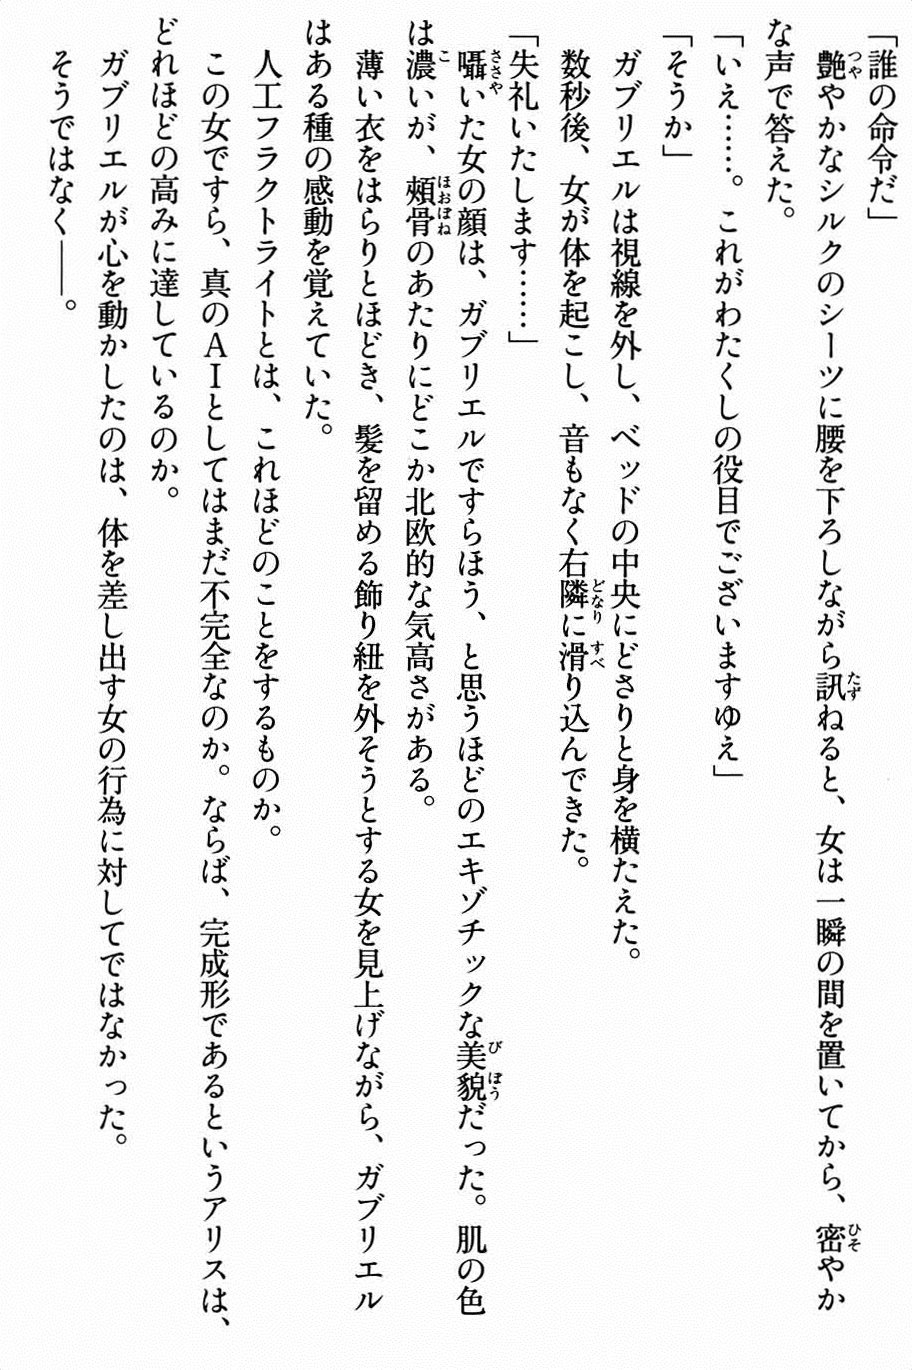 「誰の命令だ」
　艶やかなシルクのシーツに腰を下ろしながら訊ねると、女は一瞬の間を置いてから、密やか
な声で答えた。
「いえ……。これがわたくしの役目でございますゆえ」
「そうか」
　ガブリエルは視線を外し、ベッドの中央にどさりと身を横たえた。
　数秒後、女が体を起こし、音もなく右隣に滑り込んできた。
「失礼いたします……」
　囁いた女の顔は、ガブリエルですらほう、と思うほどのエキゾチックな美貌だった。肌の色
は濃いが、頰骨のあたりにどこか北欧的な気高さがある。
　薄い衣をはらりとほどき、髪を留める飾り紐を外そうとする女を見上げながら、ガブリエル
はある種の感動を覚えていた。
　人工フラクトライトとは、これほどのことをするものか。
　この女ですら、真のＡＩとしてはまだ不完全なのか。ならば、完成形であるというアリスは、
どれほどの高みに達しているのか。
　ガブリエルが心を動かしたのは、体を差し出す女の行為に対してではなかった。
　そうではなく――。